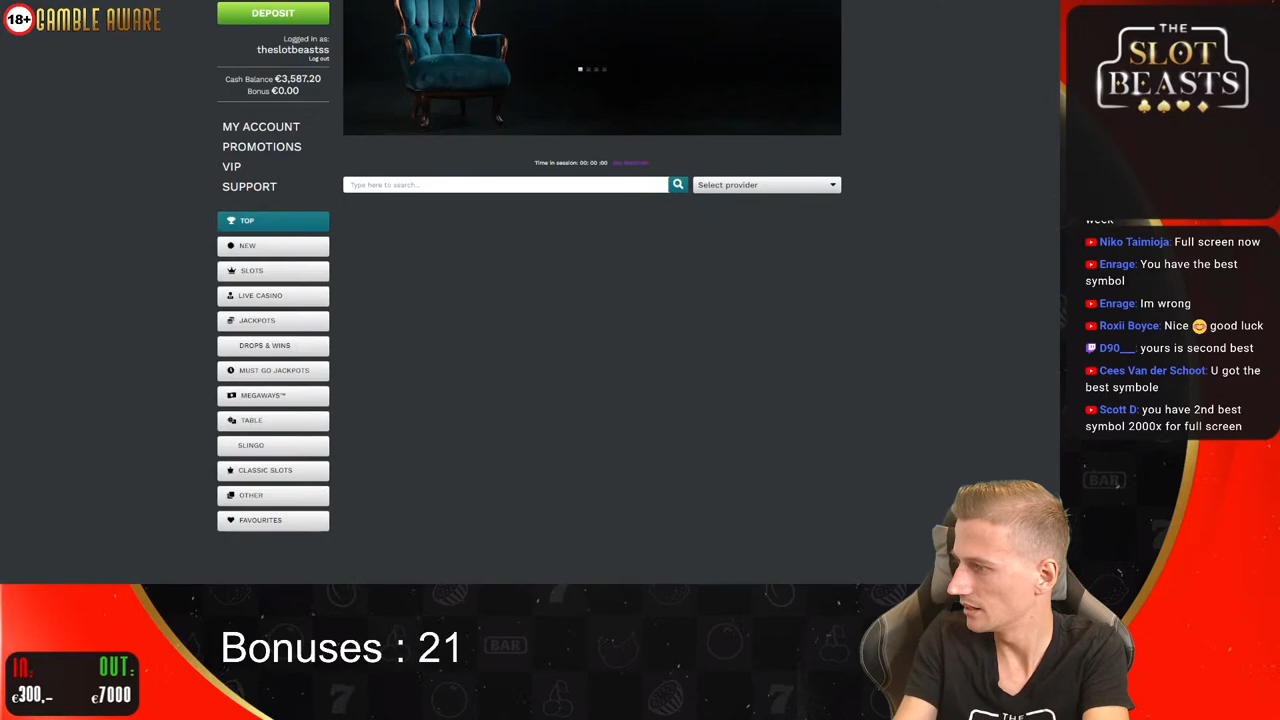 18+ GAMBLE AWARE
DEPOSIT
Logged in as:
theslotbeastss
Log out
Cash Balance €3,587.20
Bonus €0.00
MY ACCOUNT
PROMOTIONS
VIP
SUPPORT
TOP
NEW
SLOTS
LIVE CASINO
JACKPOTS
DROPS & WINS
MUST GO JACKPOTS
MEGAWAYS™
TABLE
SLINGO
CLASSIC SLOTS
OTHER
FAVOURITES
Time in session: 00: 00 :00
Type here to search...
Select provider
THE
SLOT
BEASTS
week
Niko Taimioja: Full screen now
Enrage: You have the best
symbol
Enrage: Im wrong
Roxii Boyce: Nice 😊 good luck
D90___: yours is second best
Cees Van der Schoot: U got the
best symbole
Scott D: you have 2nd best
symbol 2000x for full screen
Bonuses : 21
IN: OUT:
€300,- €7000
BAR
BAR
THE